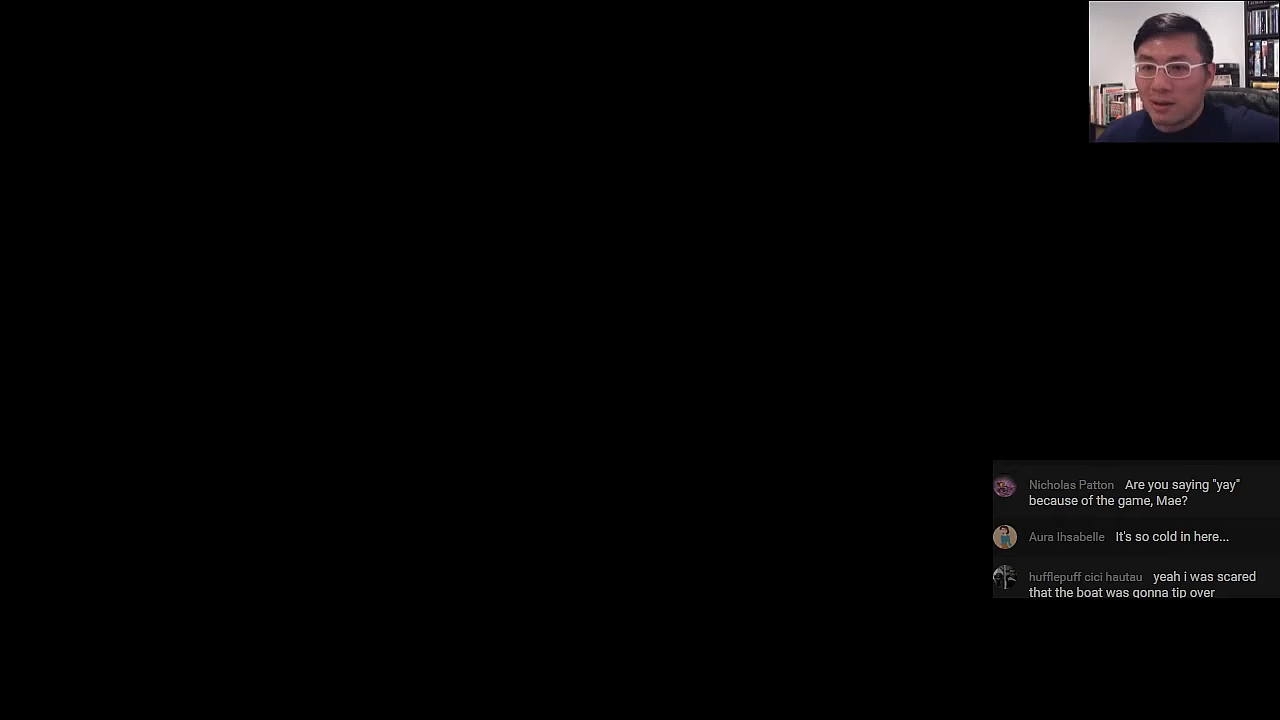 Nicholas Patton Are you saying "yay"
because of the game, Mae?
Aura Ihsabelle It's so cold in here...
hufflepuff cici hautau yeah i was scared
that the boat was gonna tip over